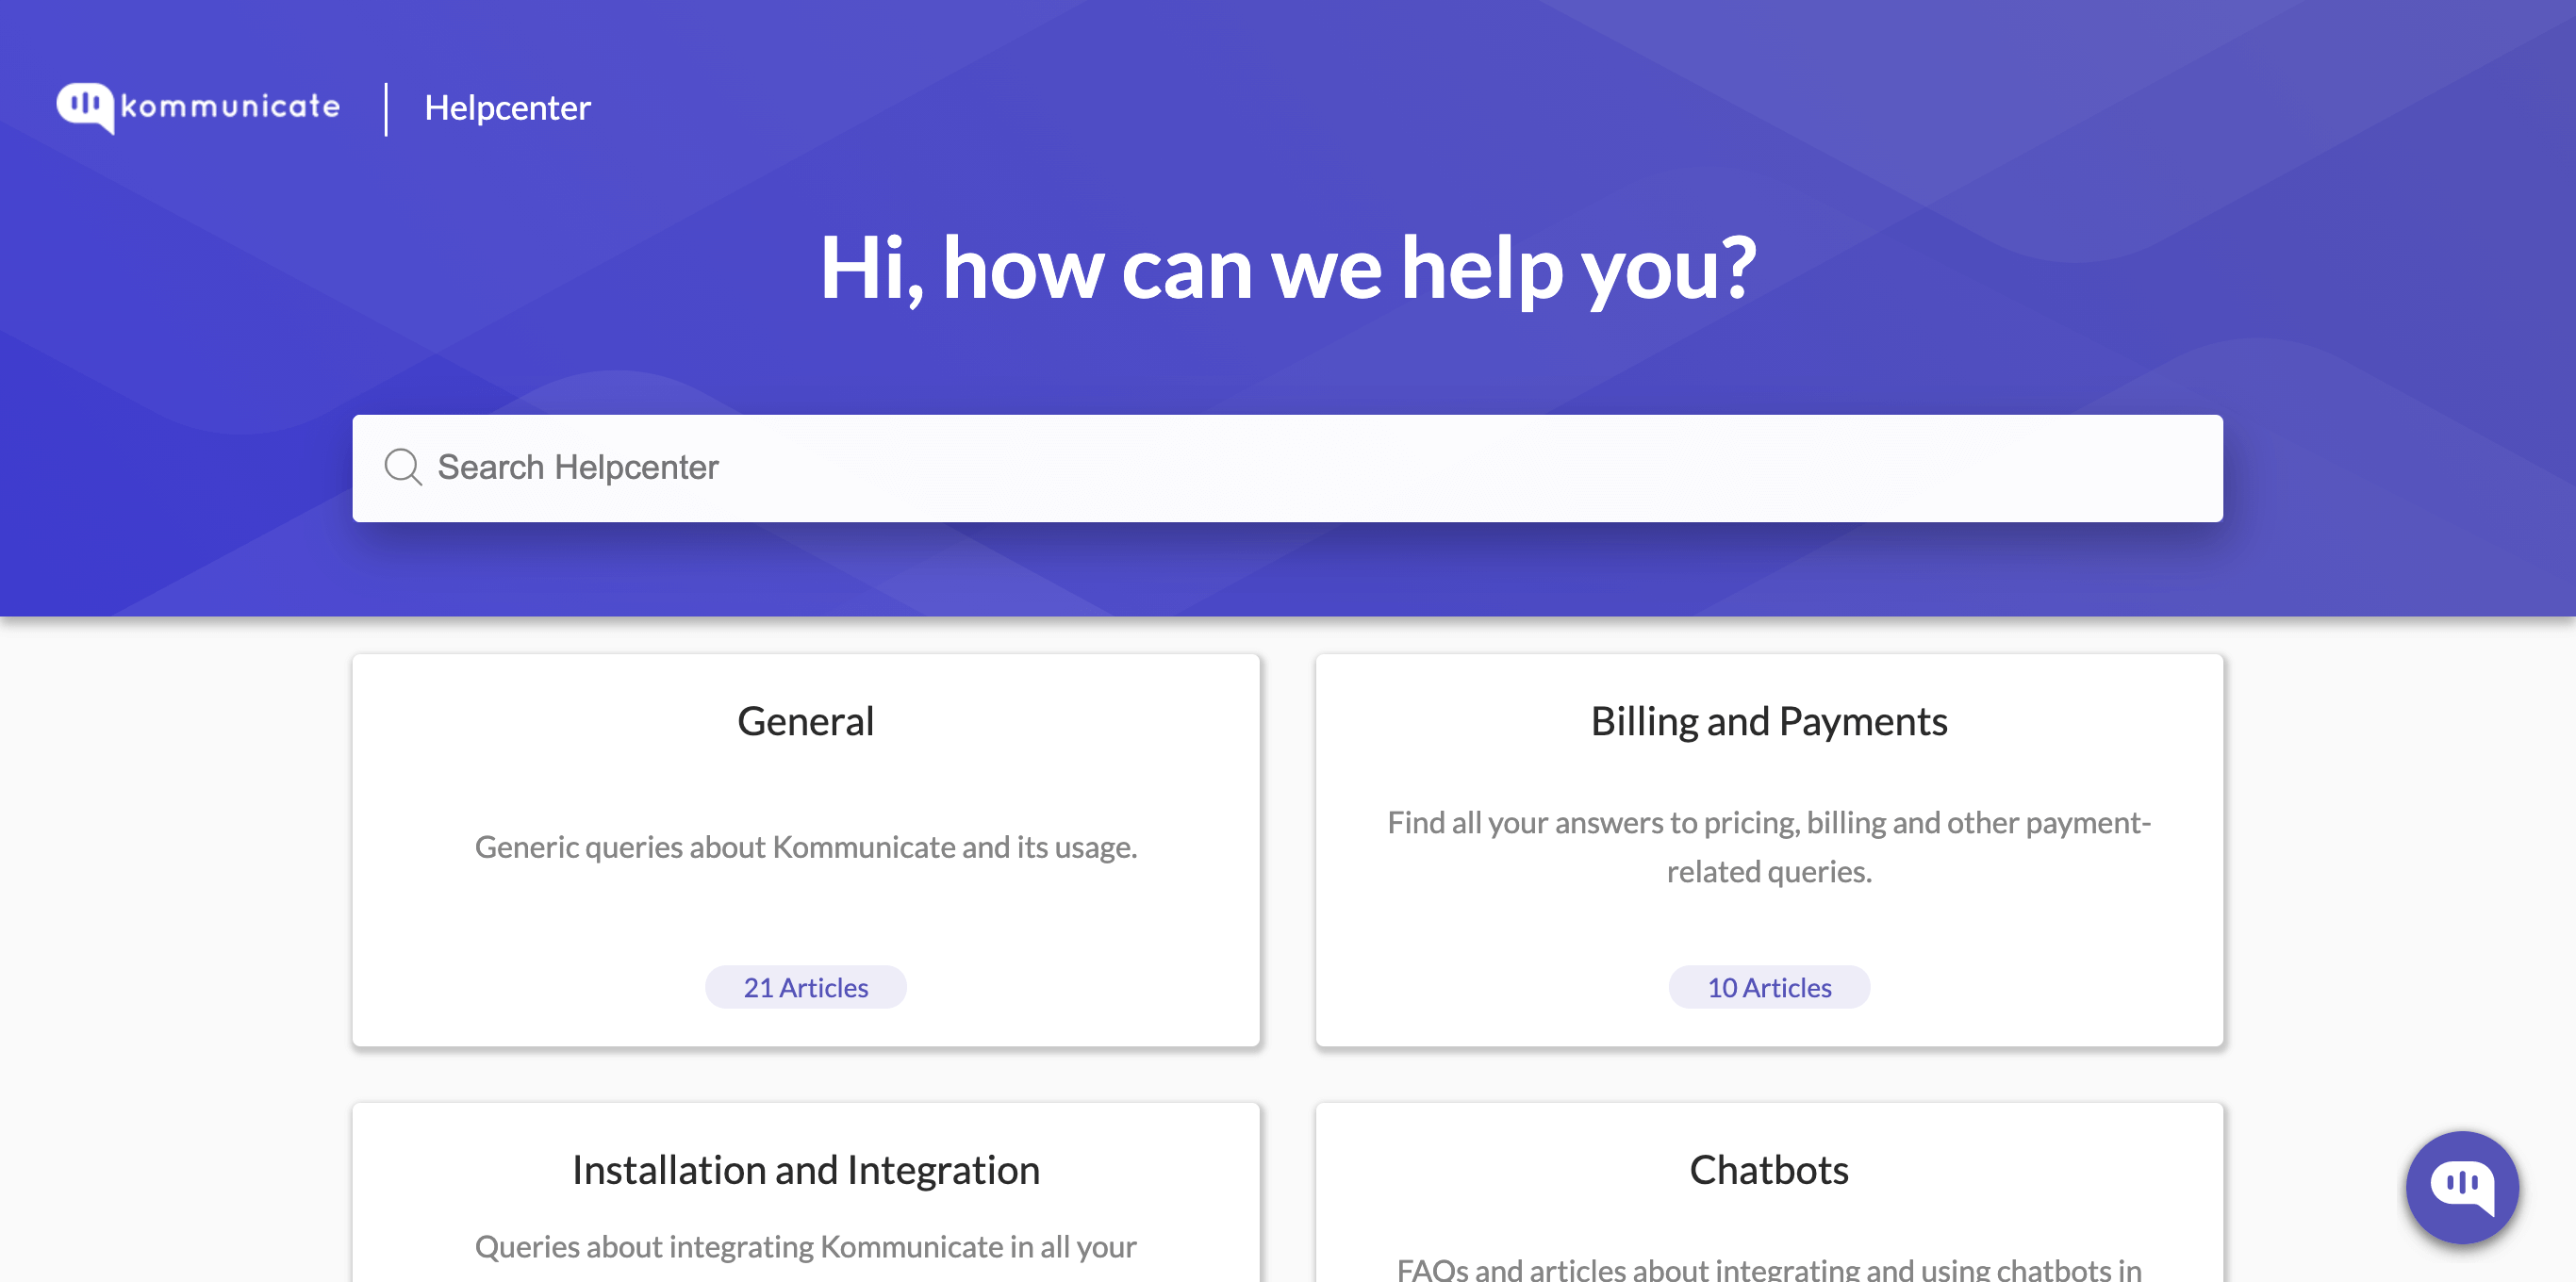 kommunicate
Helpcenter
Hi, how can we help you?
Search Helpcenter
General
Generic queries about Kommunicate and its usage.
21 Articles
Billing and Payments
Find all your answers to pricing, billing and other payment-
related queries.
10 Articles
Installation and Integration
Queries about integrating Kommunicate in all your
Chatbots
FAQs and articles about integrating and using chatbots in